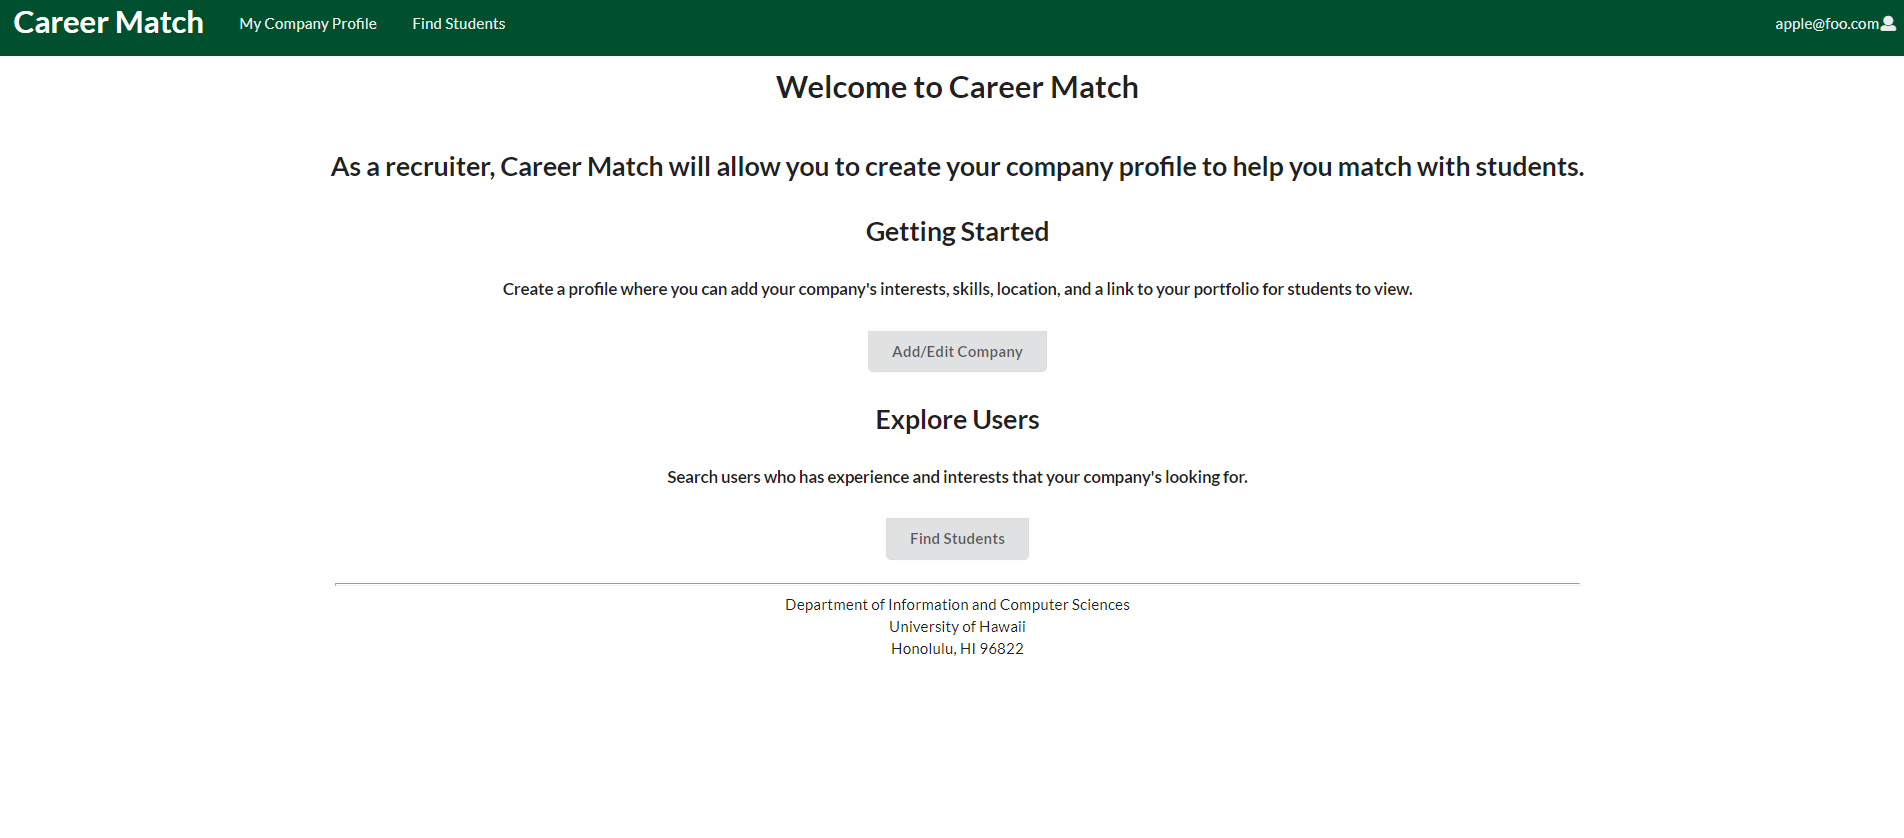 Career Match My Company Profile Find Students apple@foo.com
Welcome to Career Match
As a recruiter, Career Match will allow you to create your company profile to help you match with students.
Getting Started
Create a profile where you can add your company's interests, skills, location, and a link to your portfolio for students to view.
Add/Edit Company
Explore Users
Search users who has experience and interests that your company's looking for.
Find Students
Department of Information and Computer Sciences
University of Hawaii
Honolulu, HI 96822